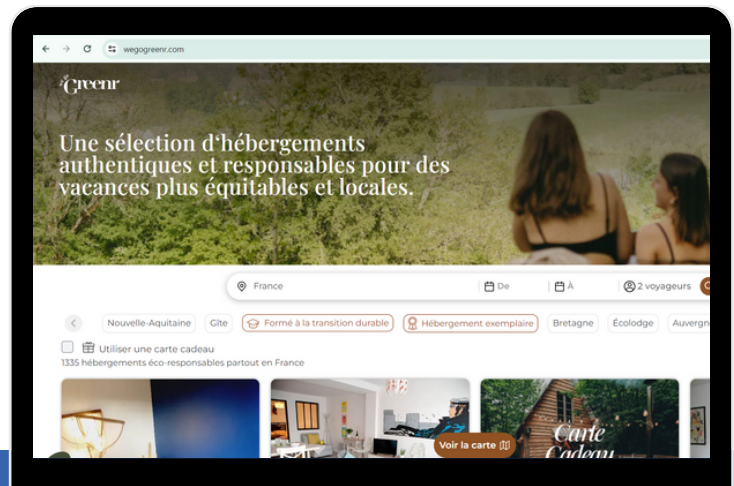 wegogreenr.com
Greenr
Une sélection d'hébergements
authentiques et responsables pour des
vacances plus équitables et locales.
France
De
À
2 voyageurs
Nouvelle-Aquitaine
Gîte
Formé à la transition durable
Hébergement exemplaire
Bretagne
Écolodge
Utiliser une carte cadeau
1335 hébergements éco-responsables partout en France
Voir la carte
Carte
Cadeau